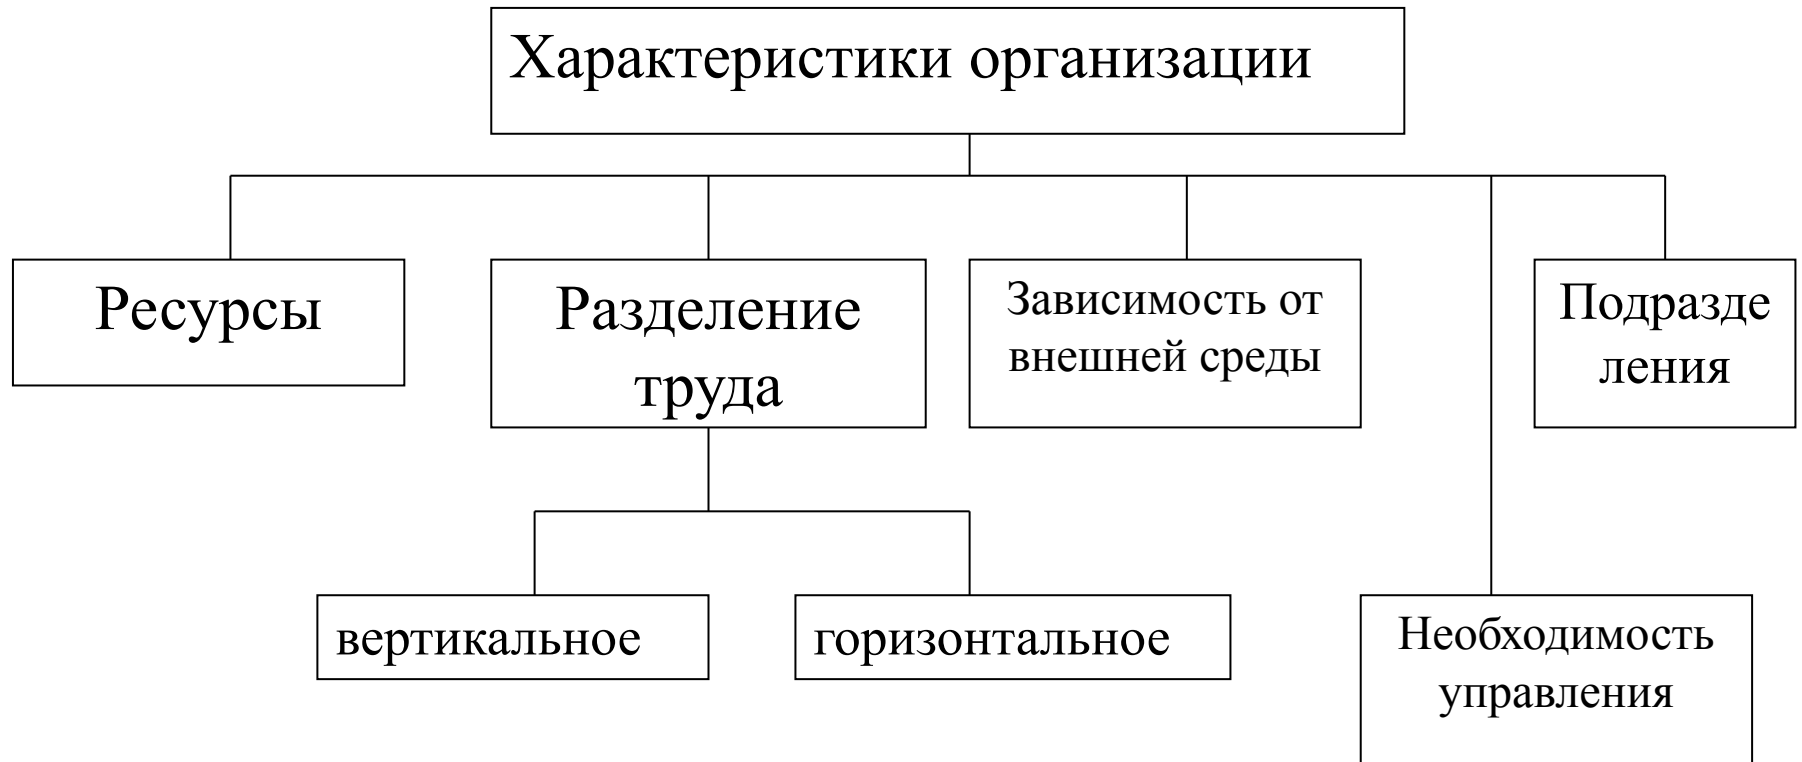 Характеристики организации
Ресурсы
Разделение
труда
Зависимость от
внешней среды
Подразде
ления
вертикальное
горизонтальное
Необходимость
управления